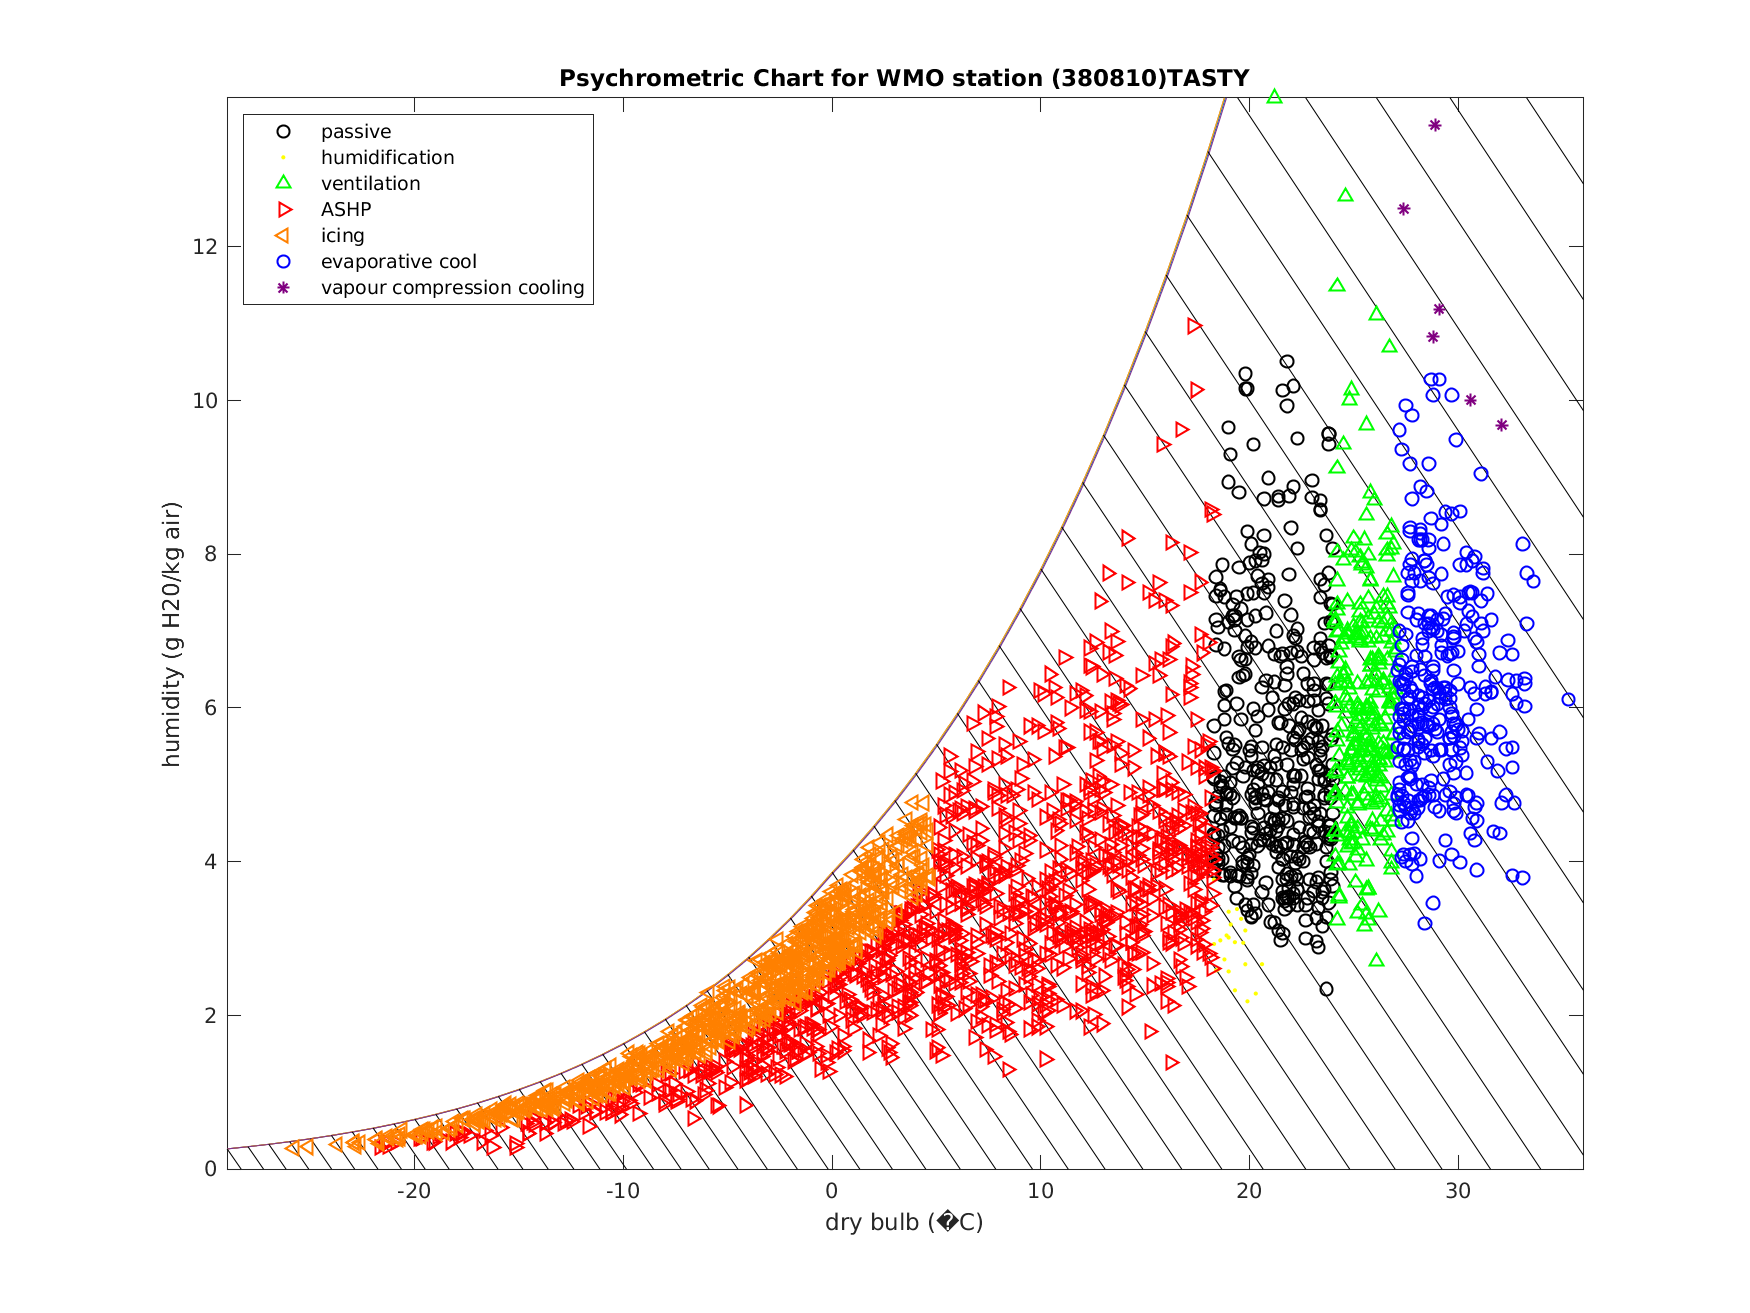 Psychrometric Chart for WMO station (380810)TASTY
passive
humidification
ventilation
ASHP
icing
evaporative cool
vapour compression cooling
humidity (g H20/kg air)
12
10
8
6
4
2
0
-20 -10 0 10 20 30
dry bulb (�C)